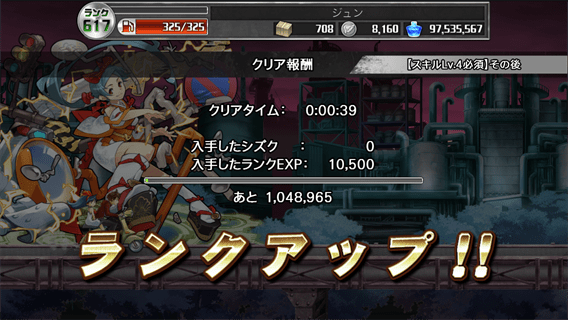 ランク
617
325/325
ジュン
708
8,160
97,535,567
クリア報酬
【スキルLv.4必須】その後
クリアタイム： 0:00:39
入手したシズク ： 0
入手したランクEXP： 10,500
あと 1,048,965
ランクアップ!!